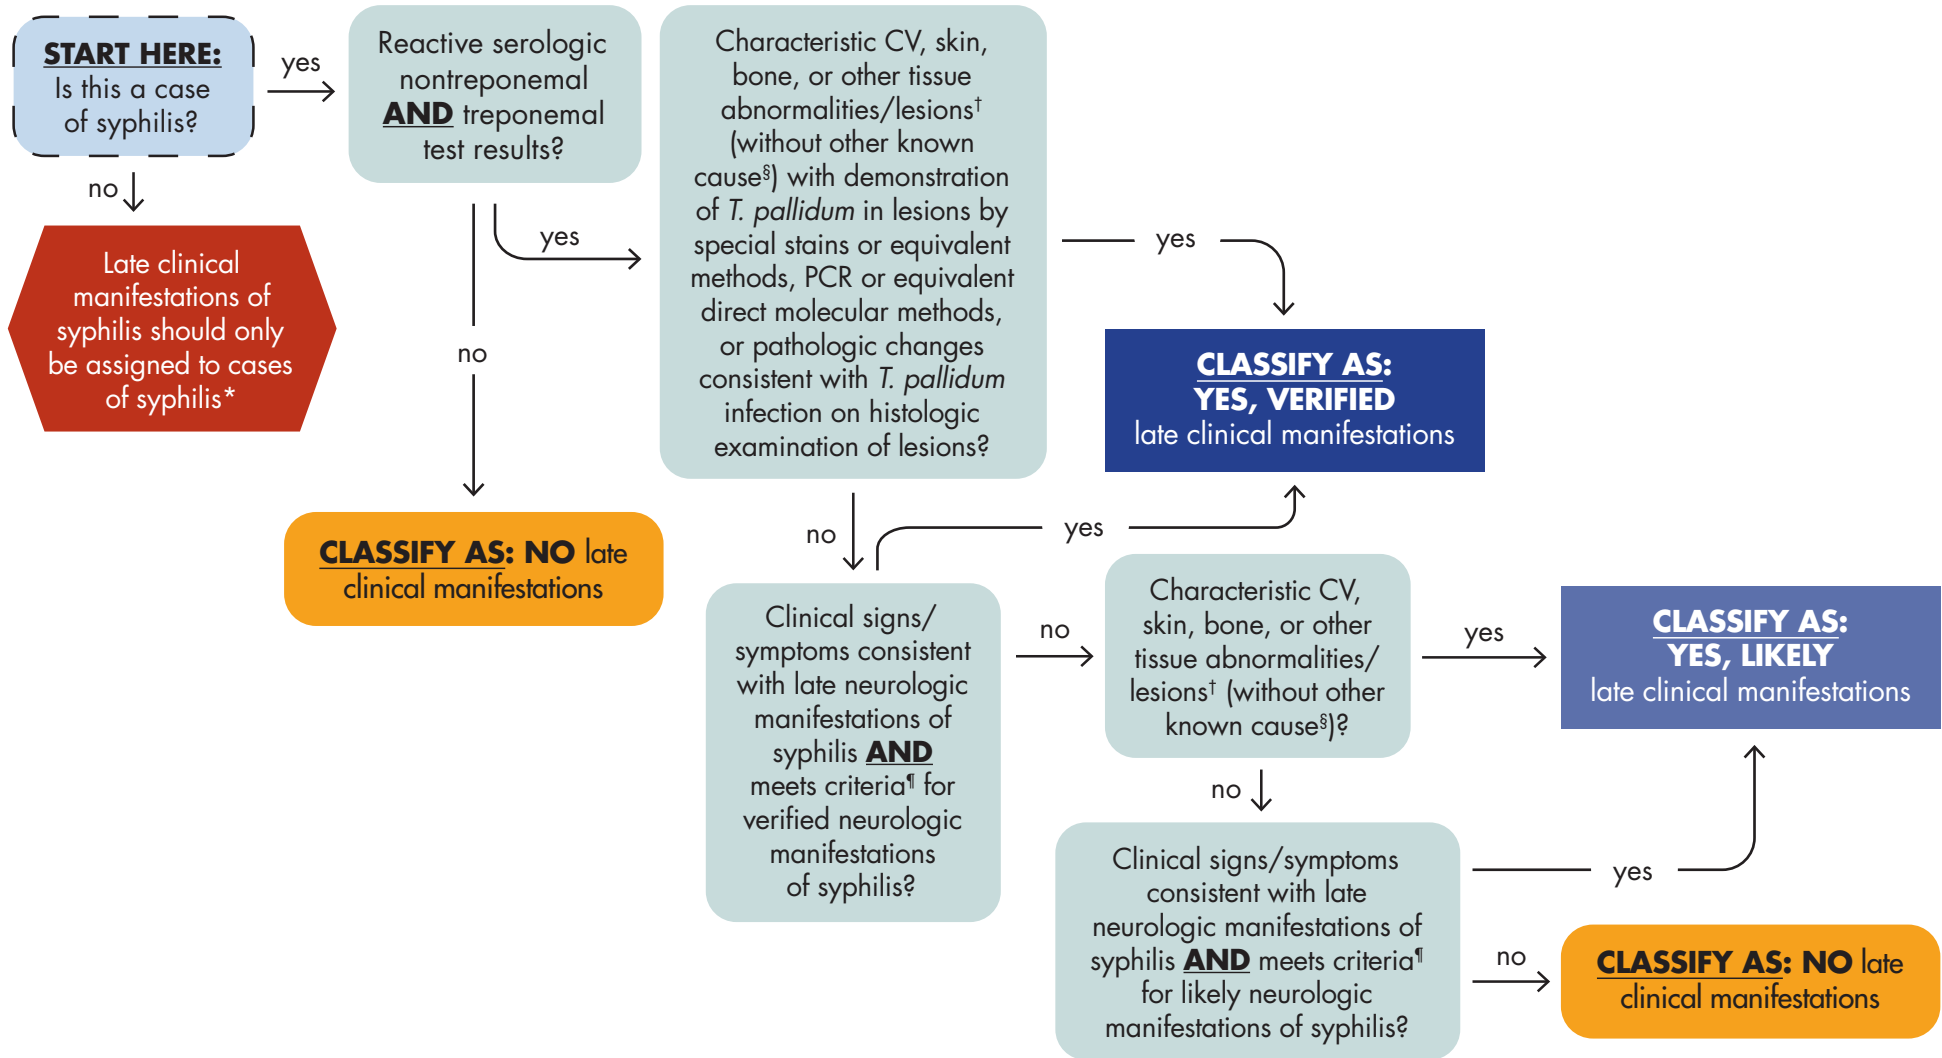 START HERE:
Is this a case
of syphilis?
yes
no
Late clinical
manifestations of
syphilis should only
be assigned to cases
of syphilis*
Reactive serologic
nontreponemal
AND treponemal
test results?
yes
no
CLASSIFY AS: NO late
clinical manifestations
Characteristic CV, skin,
bone, or other tissue
abnormalities/lesions†
(without other known
cause§) with demonstration
of T. pallidum in lesions by
special stains or equivalent
methods, PCR or equivalent
direct molecular methods,
or pathologic changes
consistent with T. pallidum
infection on histologic
examination of lesions?
yes
no
CLASSIFY AS:
YES, VERIFIED
late clinical manifestations
Clinical signs/
symptoms consistent
with late neurologic
manifestations of
syphilis AND
meets criteria¶ for
verified neurologic
manifestations
of syphilis?
yes
no
Characteristic CV,
skin, bone, or other
tissue abnormalities/
lesions† (without other
known cause§)?
yes
no
CLASSIFY AS:
YES, LIKELY
late clinical manifestations
Clinical signs/symptoms
consistent with late
neurologic manifestations of
syphilis AND meets criteria¶
for likely neurologic
manifestations of syphilis?
yes
no
CLASSIFY AS: NO late
clinical manifestations